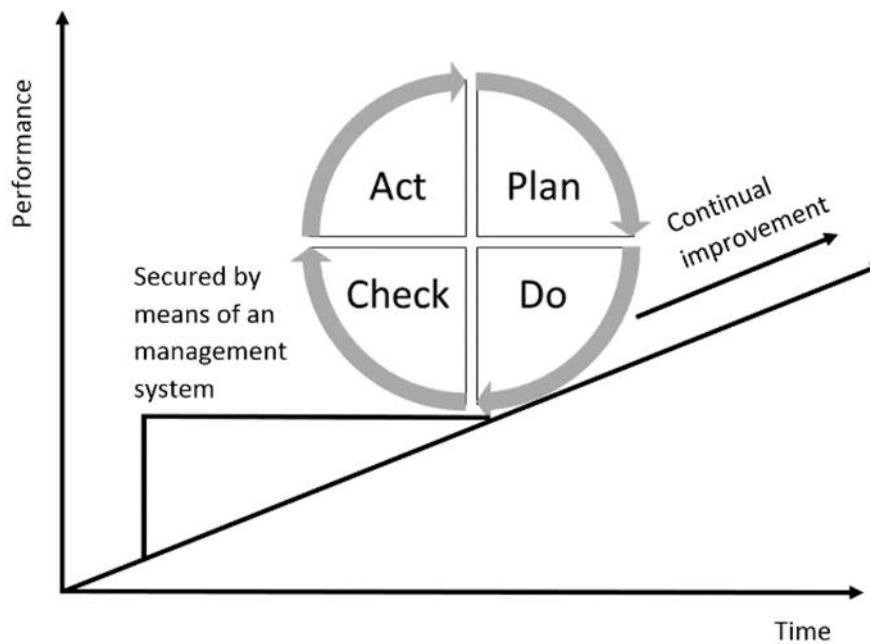 Performance
Act
Plan
Check
Do
Continual
improvement
Secured by
means of an
management
system
Time